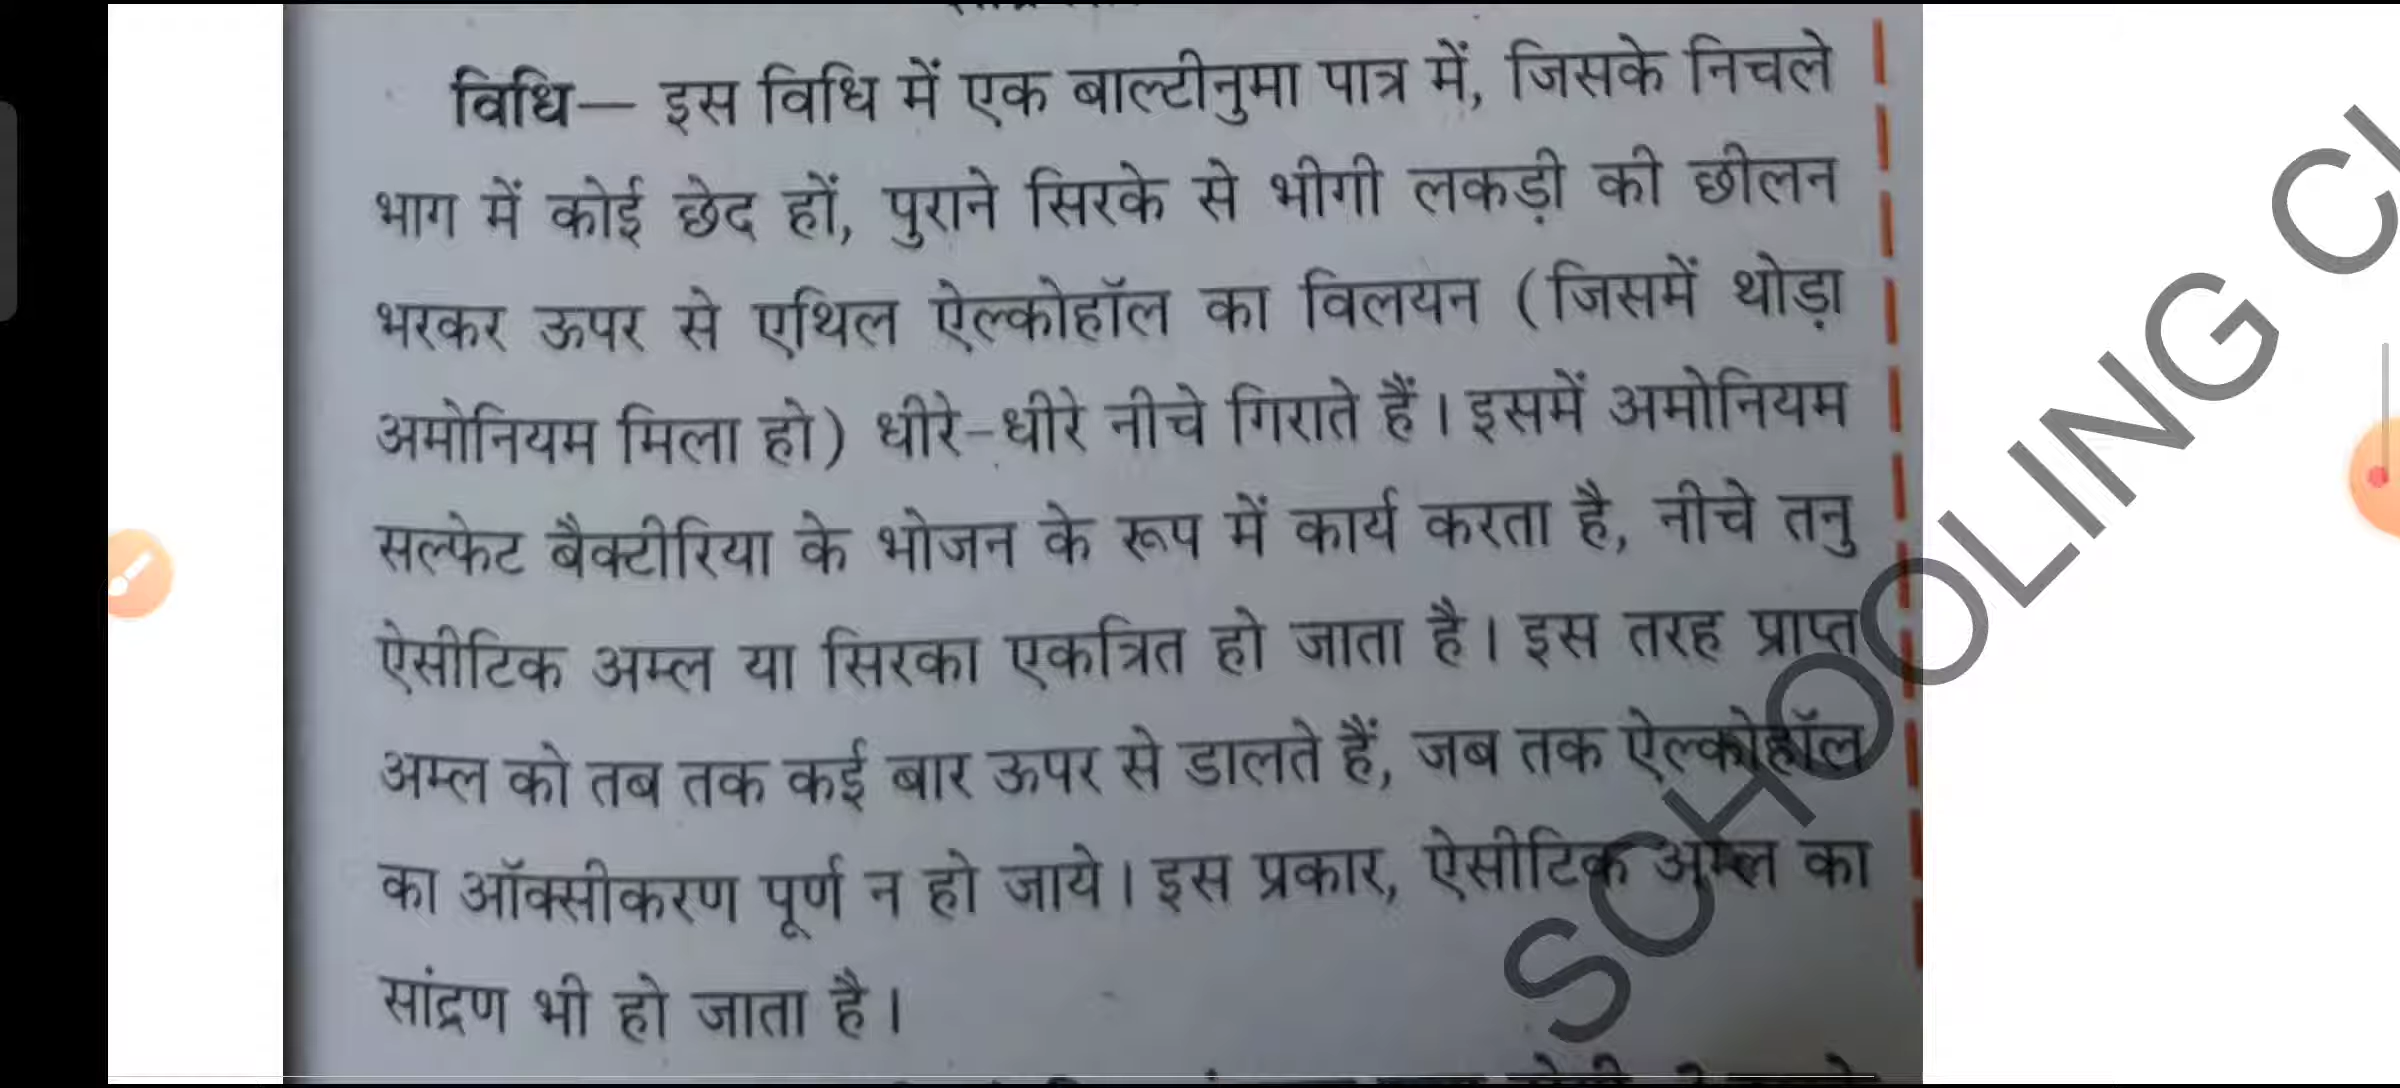 विधि— इस विधि में एक बाल्टीनुमा पात्र में, जिसके निचले
भाग में कोई छेद हों, पुराने सिरके से भीगी लकड़ी की छीलन
भरकर ऊपर से एथिल ऐल्कोहॉल का विलयन (जिसमें थोड़ा
अमोनियम मिला हो) धीरे-धीरे नीचे गिराते हैं। इसमें अमोनियम
सल्फेट बैक्टीरिया के भोजन के रूप में कार्य करता है, नीचे तनु
ऐसीटिक अम्ल या सिरका एकत्रित हो जाता है। इस तरह प्राप्त
अम्ल को तब तक कई बार ऊपर से डालते हैं, जब तक ऐल्कोहॉल
का ऑक्सीकरण पूर्ण न हो जाये। इस प्रकार, ऐसीटिक अम्ल का
सांद्रण भी हो जाता है।
SCHOOLING